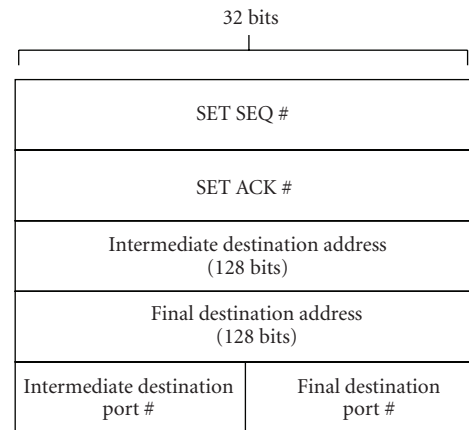 32 bits
SET SEQ #
SET ACK #
Intermediate destination address
(128 bits)
Final destination address
(128 bits)
Intermediate destination
port #
Final destination
port #